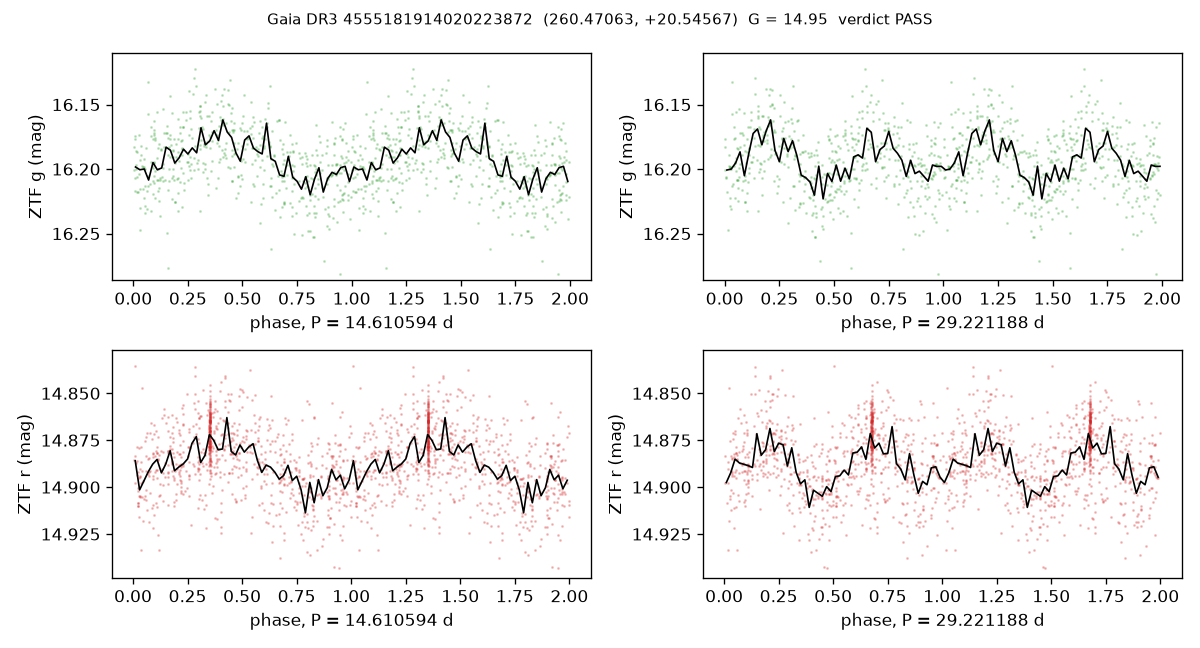 Gaia DR3 4555181914020223872 (260.47063, +20.54567) G = 14.95 verdict PASS
ZTF g (mag)
16.15
16.20
16.25
0.00 0.25 0.50 0.75 1.00 1.25 1.50 1.75 2.00
phase, P = 14.610594 d
ZTF g (mag)
16.15
16.20
16.25
0.00 0.25 0.50 0.75 1.00 1.25 1.50 1.75 2.00
phase, P = 29.221188 d
ZTF r (mag)
14.850
14.875
14.900
14.925
0.00 0.25 0.50 0.75 1.00 1.25 1.50 1.75 2.00
phase, P = 14.610594 d
ZTF r (mag)
14.850
14.875
14.900
14.925
0.00 0.25 0.50 0.75 1.00 1.25 1.50 1.75 2.00
phase, P = 29.221188 d